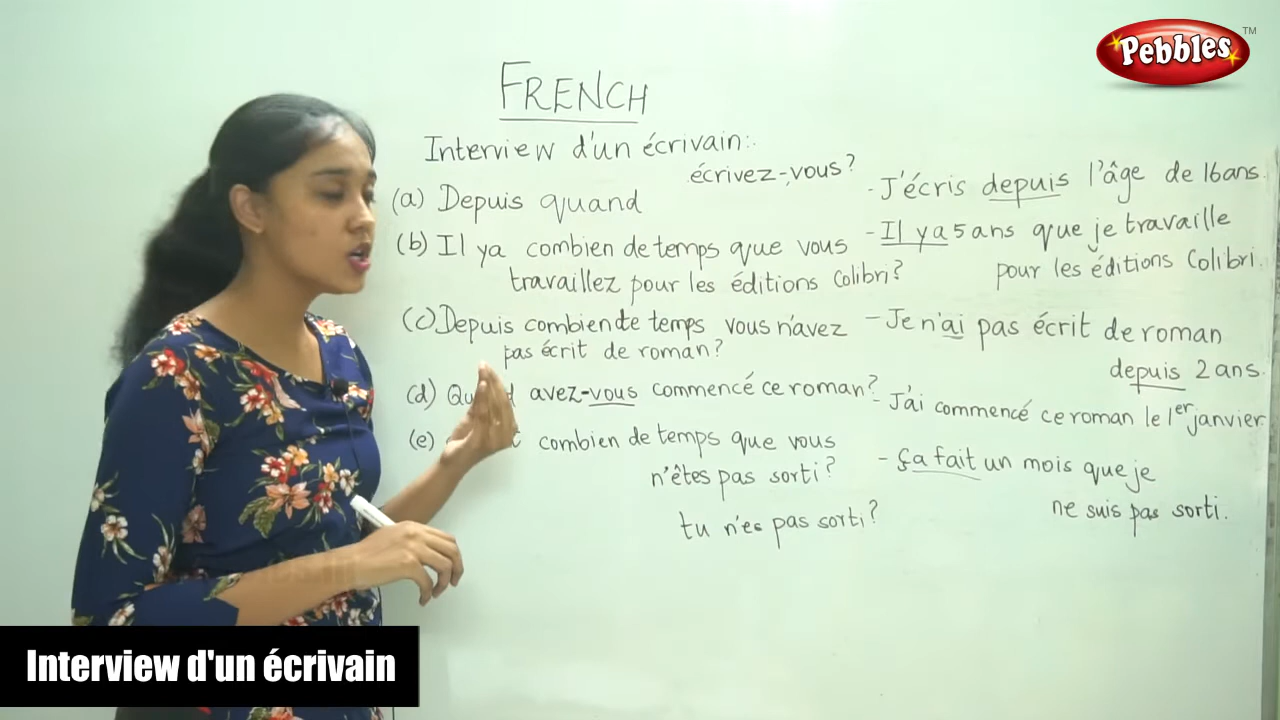 Pebbles TM
FRENCH
Interview d'un écrivain:.
écrivez-vous?
(a) Depuis quand
- J'écris depuis l'âge de 16 ans.
(b) Il ya combien de temps que vous
travaillez pour les éditions Colibri?
- Il ya 5 ans que je travaille
pour les éditions Colibri.
(c) Depuis combien de temps vous n'avez
pas écrit de roman?
- Je n'ai pas écrit de roman
depuis 2 ans.
(d) avez-vous commencé ce roman?
- J'ai commencé ce roman le 1er janvier.
(e) combien de temps que vous
n'êtes pas sorti?
tu n'es pas sorti?
- Ça fait un mois que je
ne suis pas sorti.
Interview d'un écrivain